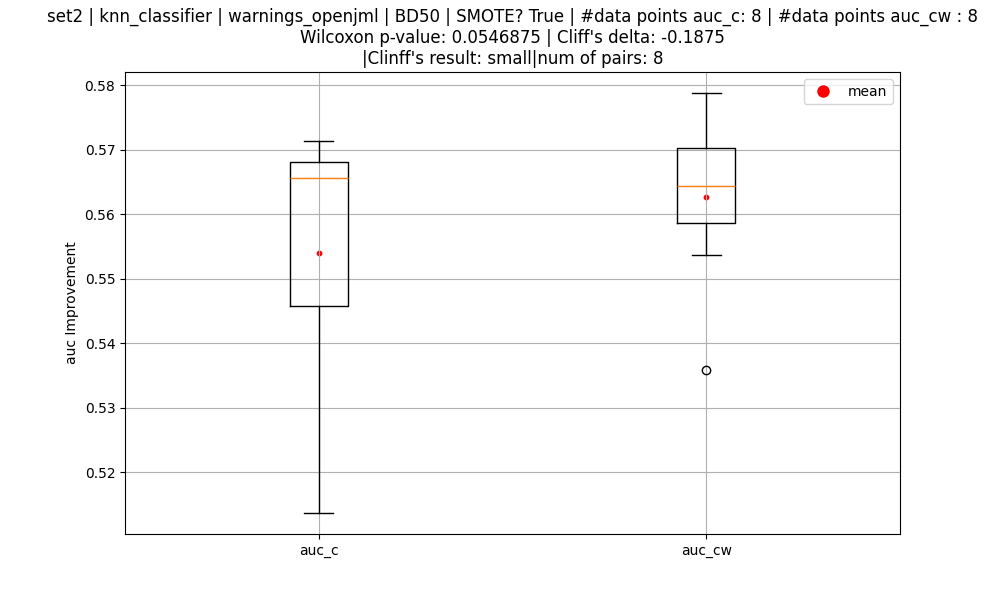 set2 | knn_classifier | warnings_openjml | BD50 | SMOTE? True | #data points auc_c: 8 | #data points auc_cw : 8
Wilcoxon p-value: 0.0546875 | Cliff's delta: -0.1875
|Clinff's result: small|num of pairs: 8
mean
auc Improvement
0.58
0.57
0.56
0.55
0.54
0.53
0.52
auc_c
auc_cw